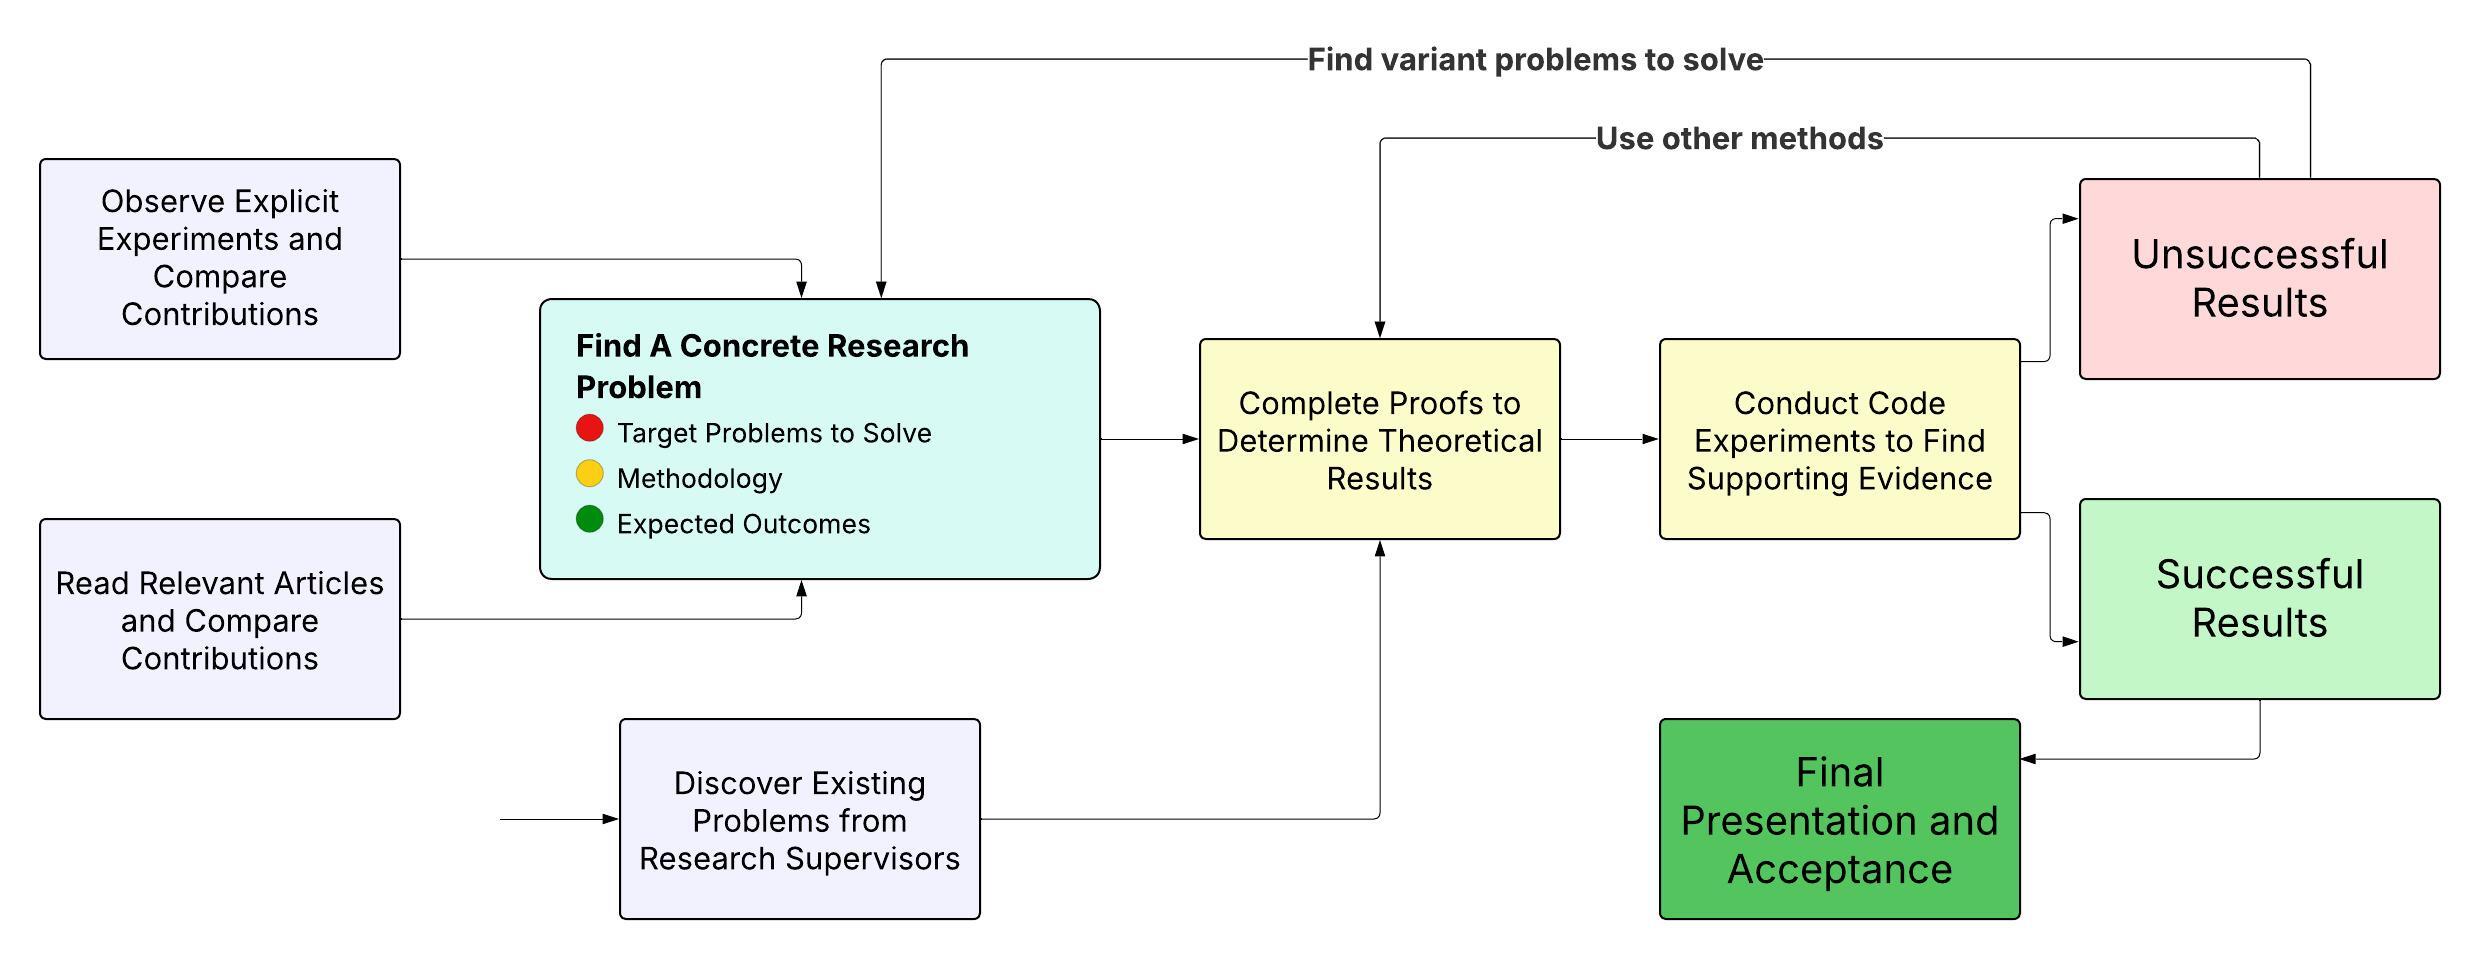 Find variant problems to solve
Use other methods
Observe Explicit
Experiments and
Compare
Contributions
Find A Concrete Research
Problem
Target Problems to Solve
Methodology
Expected Outcomes
Read Relevant Articles
and Compare
Contributions
Discover Existing
Problems from
Research Supervisors
Complete Proofs to
Determine Theoretical
Results
Conduct Code
Experiments to Find
Supporting Evidence
Unsuccessful
Results
Successful
Results
Final
Presentation and
Acceptance